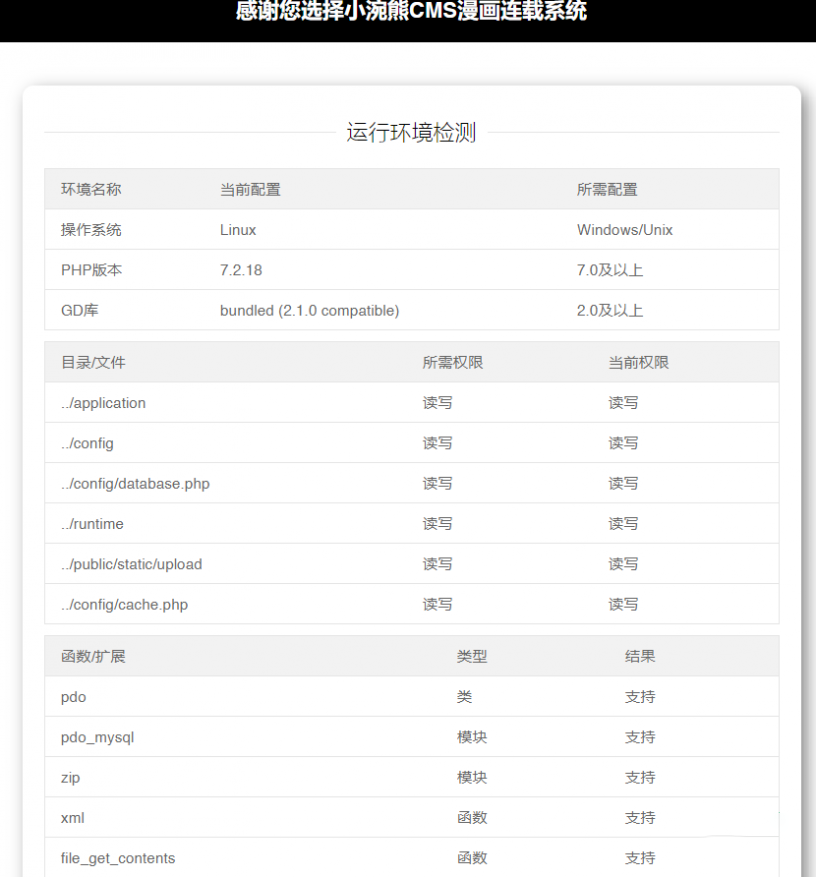 感谢您选择小涴熊CMS漫画连载系统
运行环境检测
环境名称 当前配置 所需配置
操作系统 Linux Windows/Unix
PHP版本 7.2.18 7.0及以上
GD库 bundled (2.1.0 compatible) 2.0及以上
目录/文件 所需权限 当前权限
../application 读写 读写
../config 读写 读写
../config/database.php 读写 读写
../runtime 读写 读写
../public/static/upload 读写 读写
../config/cache.php 读写 读写
函数/扩展 类型 结果
pdo 类 支持
pdo_mysql 模块 支持
zip 模块 支持
xml 函数 支持
file_get_contents 函数 支持